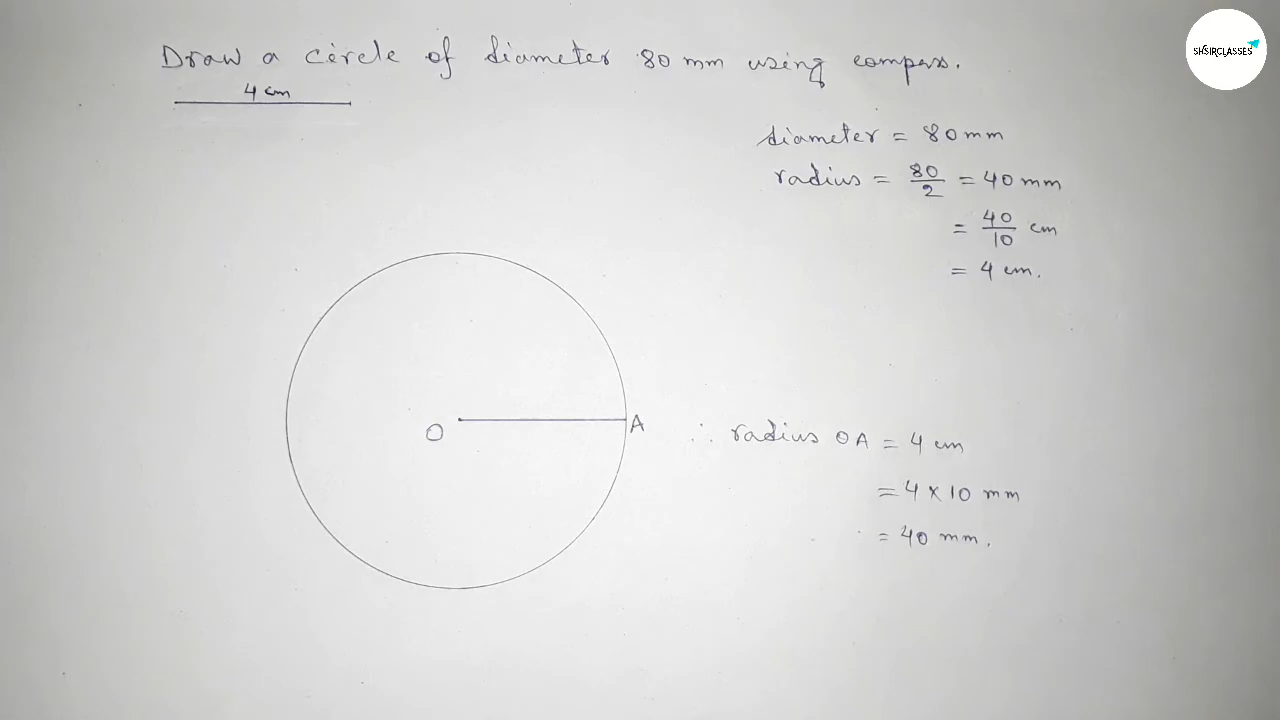 Draw a circle of diameter 80 mm using compass.
SHSIRCLASSES
4 cm
diameter = 80 mm
radius = 80/2 = 40 mm
= 40/10 cm
= 4 cm.
O
A
∴ radius OA = 4 cm
= 4 × 10 mm
= 40 mm.